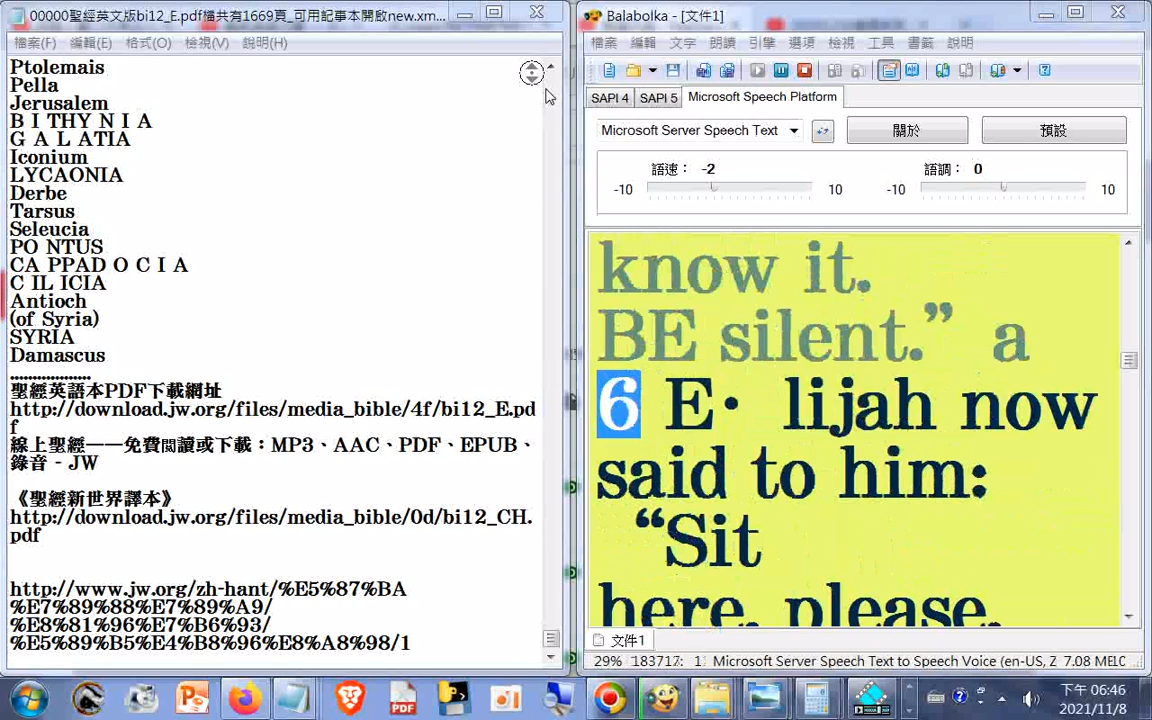 00000聖經英文版bi12_E.pdf檔共有1669頁_可用記事本開啟new.xm...
檔案(F) 編輯(E) 格式(O) 檢視(V) 說明(H)
Ptolemais
Pella
Jerusalem
B I THY N I A
G A L ATIA
Iconium
LYCAONIA
Derbe
Tarsus
Seleucia
PO NTUS
CA PPAD O C I A
C IL ICIA
Antioch
(of Syria)
SYRIA
Damascus
..................
聖經英語本PDF下載網址
http://download.jw.org/files/media_bible/4f/bi12_E.pd
f
線上聖經——免費閱讀或下載：MP3、AAC、PDF、EPUB、
錄音 - JW
《聖經新世界譯本》
http://download.jw.org/files/media_bible/0d/bi12_CH.
pdf
http://www.jw.org/zh-hant/%E5%87%BA
%E7%89%88%E7%89%A9/
%E8%81%96%E7%B6%93/
%E5%89%B5%E4%B8%96%E8%A8%98/1
Balabolka - [文件1]
檔案 編輯 文字 朗讀 引擎 選項 檢視 工具 書籤 說明
SAPI 4 SAPI 5 Microsoft Speech Platform
Microsoft Server Speech Text 關於 預設
語速： -2 語調： 0
-10 10 -10 10
know it.
BE silent.” a
6 E· lijah now
said to him:
“Sit
here, please,
文件1
29% 183712: 1 Microsoft Server Speech Text to Speech Voice (en-US, Z 7.08 MELO
PDF
下午 06:46
2021/11/8